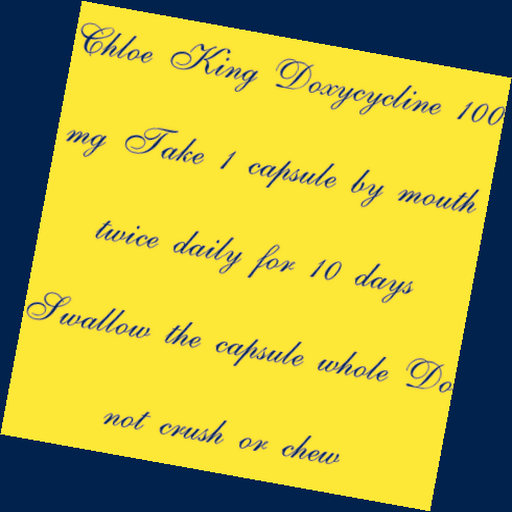 Chloe King Doxycycline 100
mg Take 1 capsule by mouth
twice daily for 10 days
Swallow the capsule whole Do
not crush or chew